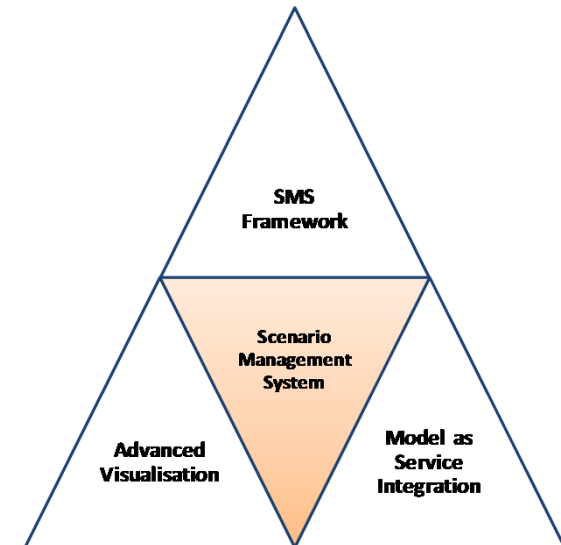 SMS
Framework
Scenario
Management
System
Advanced
Visualisation
Model as
Service
Integration